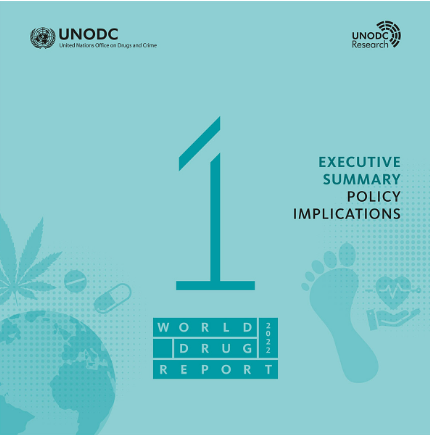 UNODC
United Nations Office on Drugs and Crime
UNODC
Research
1
EXECUTIVE
SUMMARY
POLICY
IMPLICATIONS
WORLD
2022
DRUG
REPORT